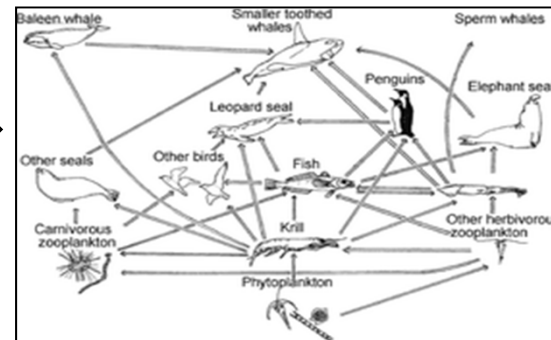 Baleen whale
Smaller toothed
whales
Sperm whales
Penguins
Elephant sea
Leopard seal
Other seals
Other birds
Fish
Carnivorous
zooplankton
Krill
Other herbivorou
zooplankton
Phytoplankton